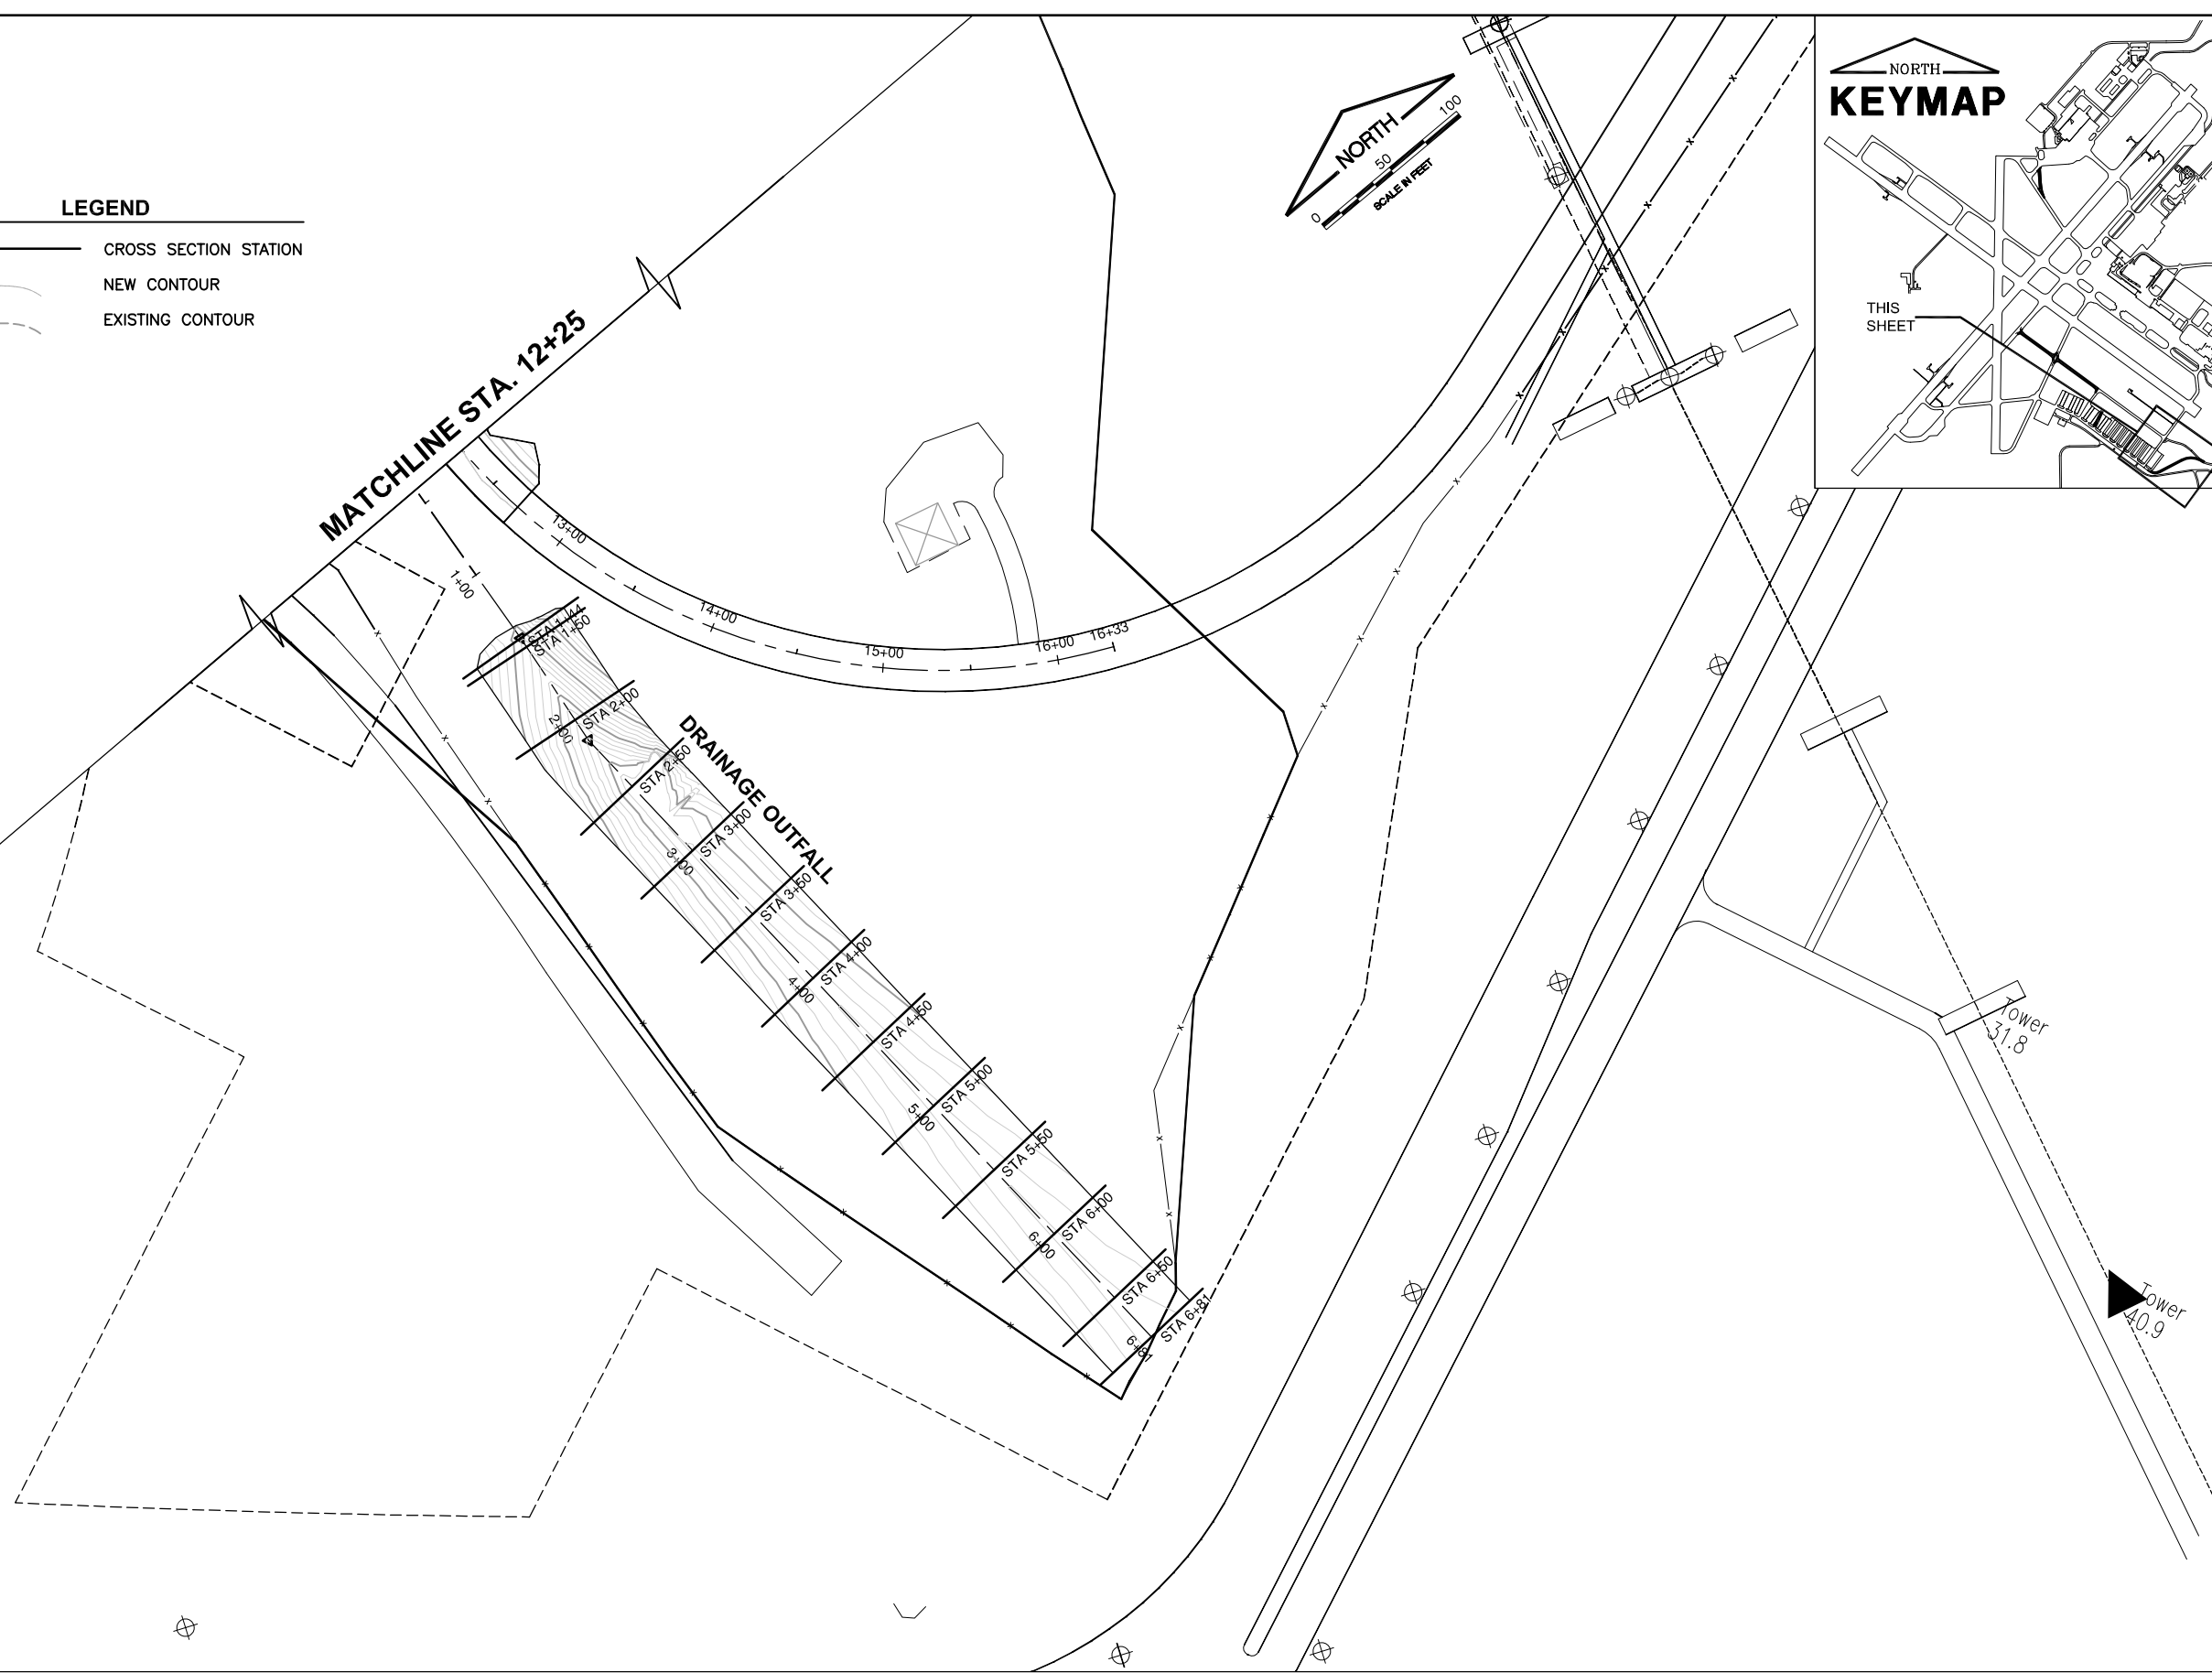 LEGEND
CROSS SECTION STATION
NEW CONTOUR
EXISTING CONTOUR
MATCHLINE STA. 12+25
NORTH
0
50
100
SCALE IN FEET
NORTH
KEYMAP
THIS
SHEET
13+00
14+00
15+00
16+00
16+33
1+00
STA 1+44
STA 1+50
STA 2+00
2+00
STA 2+50
DRAINAGE OUTFALL
STA 3+00
3+00
STA 3+50
STA 4+00
4+00
STA 4+50
STA 5+00
5+00
STA 5+50
STA 6+00
6+00
STA 6+50
STA 6+81
6+81
Tower
31.8
Tower
40.9